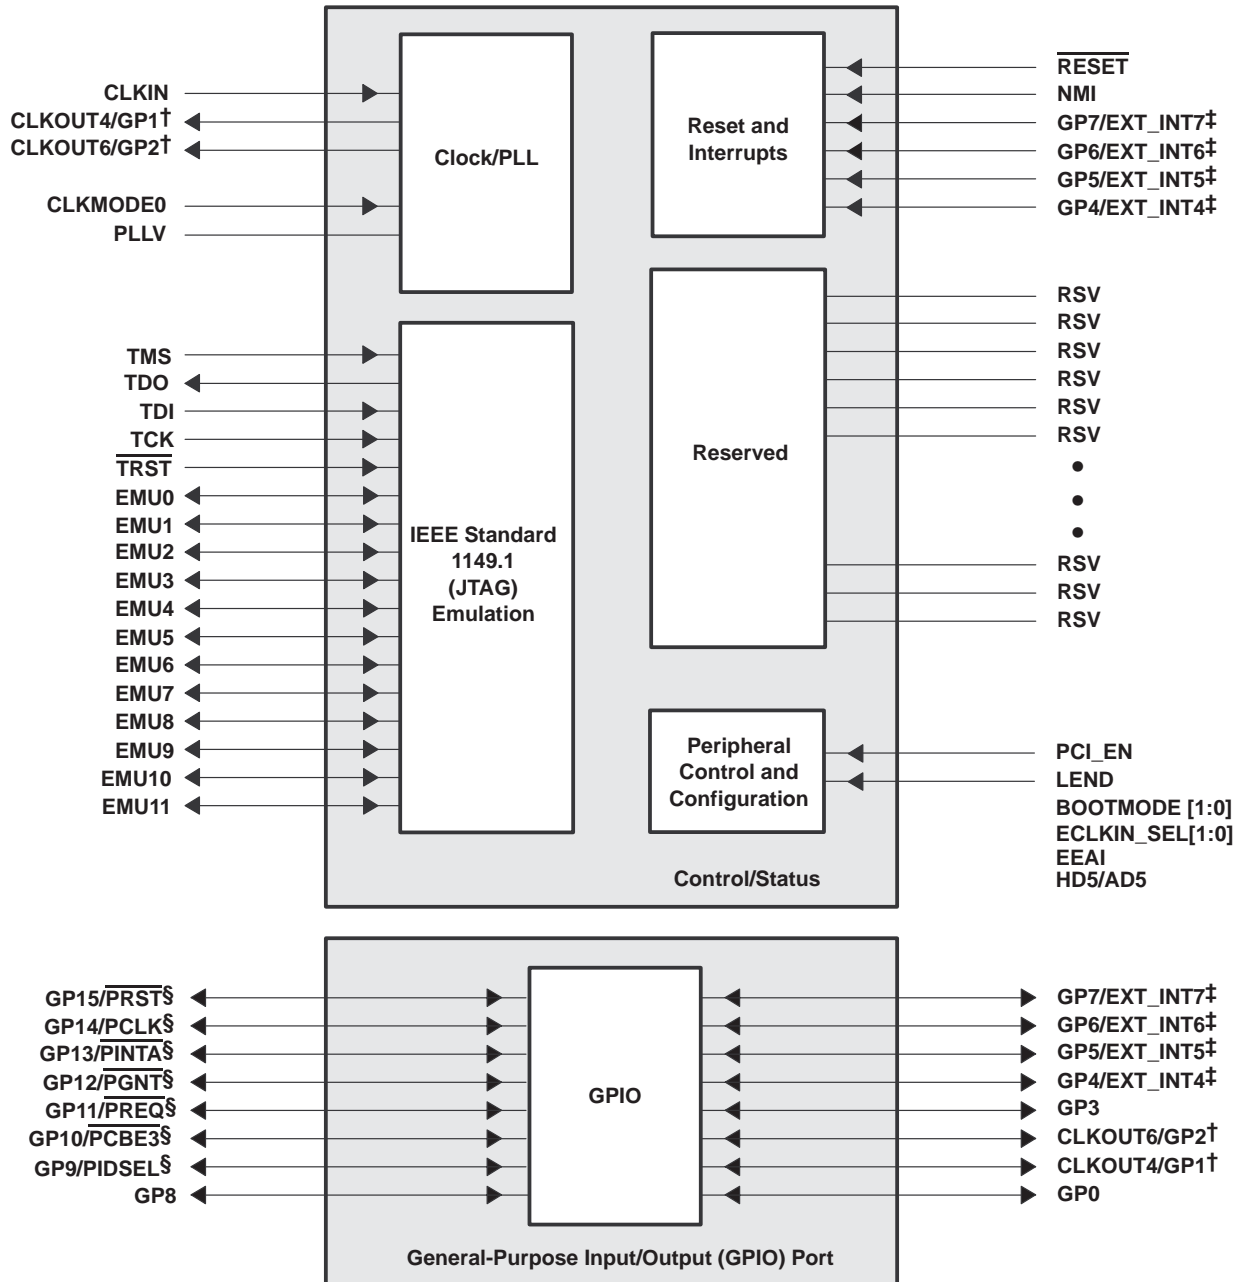 CLKIN
CLKOUT4/GP1†
CLKOUT6/GP2†
CLKMODE0
PLLV
Clock/PLL
Reset and
Interrupts
RESET
NMI
GP7/EXT_INT7‡
GP6/EXT_INT6‡
GP5/EXT_INT5‡
GP4/EXT_INT4‡
TMS
TDO
TDI
TCK
TRST
EMU0
EMU1
EMU2
EMU3
EMU4
EMU5
EMU6
EMU7
EMU8
EMU9
EMU10
EMU11
IEEE Standard
1149.1
(JTAG)
Emulation
Reserved
RSV
RSV
RSV
RSV
RSV
RSV
•
•
•
RSV
RSV
RSV
Peripheral
Control and
Configuration
PCI_EN
LEND
BOOTMODE [1:0]
ECLKIN_SEL[1:0]
EEAI
HD5/AD5
Control/Status
GP15/PRST§
GP14/PCLK§
GP13/PINTA§
GP12/PGNT§
GP11/PREQ§
GP10/PCBE3§
GP9/PIDSEL§
GP8
GPIO
GP7/EXT_INT7‡
GP6/EXT_INT6‡
GP5/EXT_INT5‡
GP4/EXT_INT4‡
GP3
CLKOUT6/GP2†
CLKOUT4/GP1†
GP0
General-Purpose Input/Output (GPIO) Port